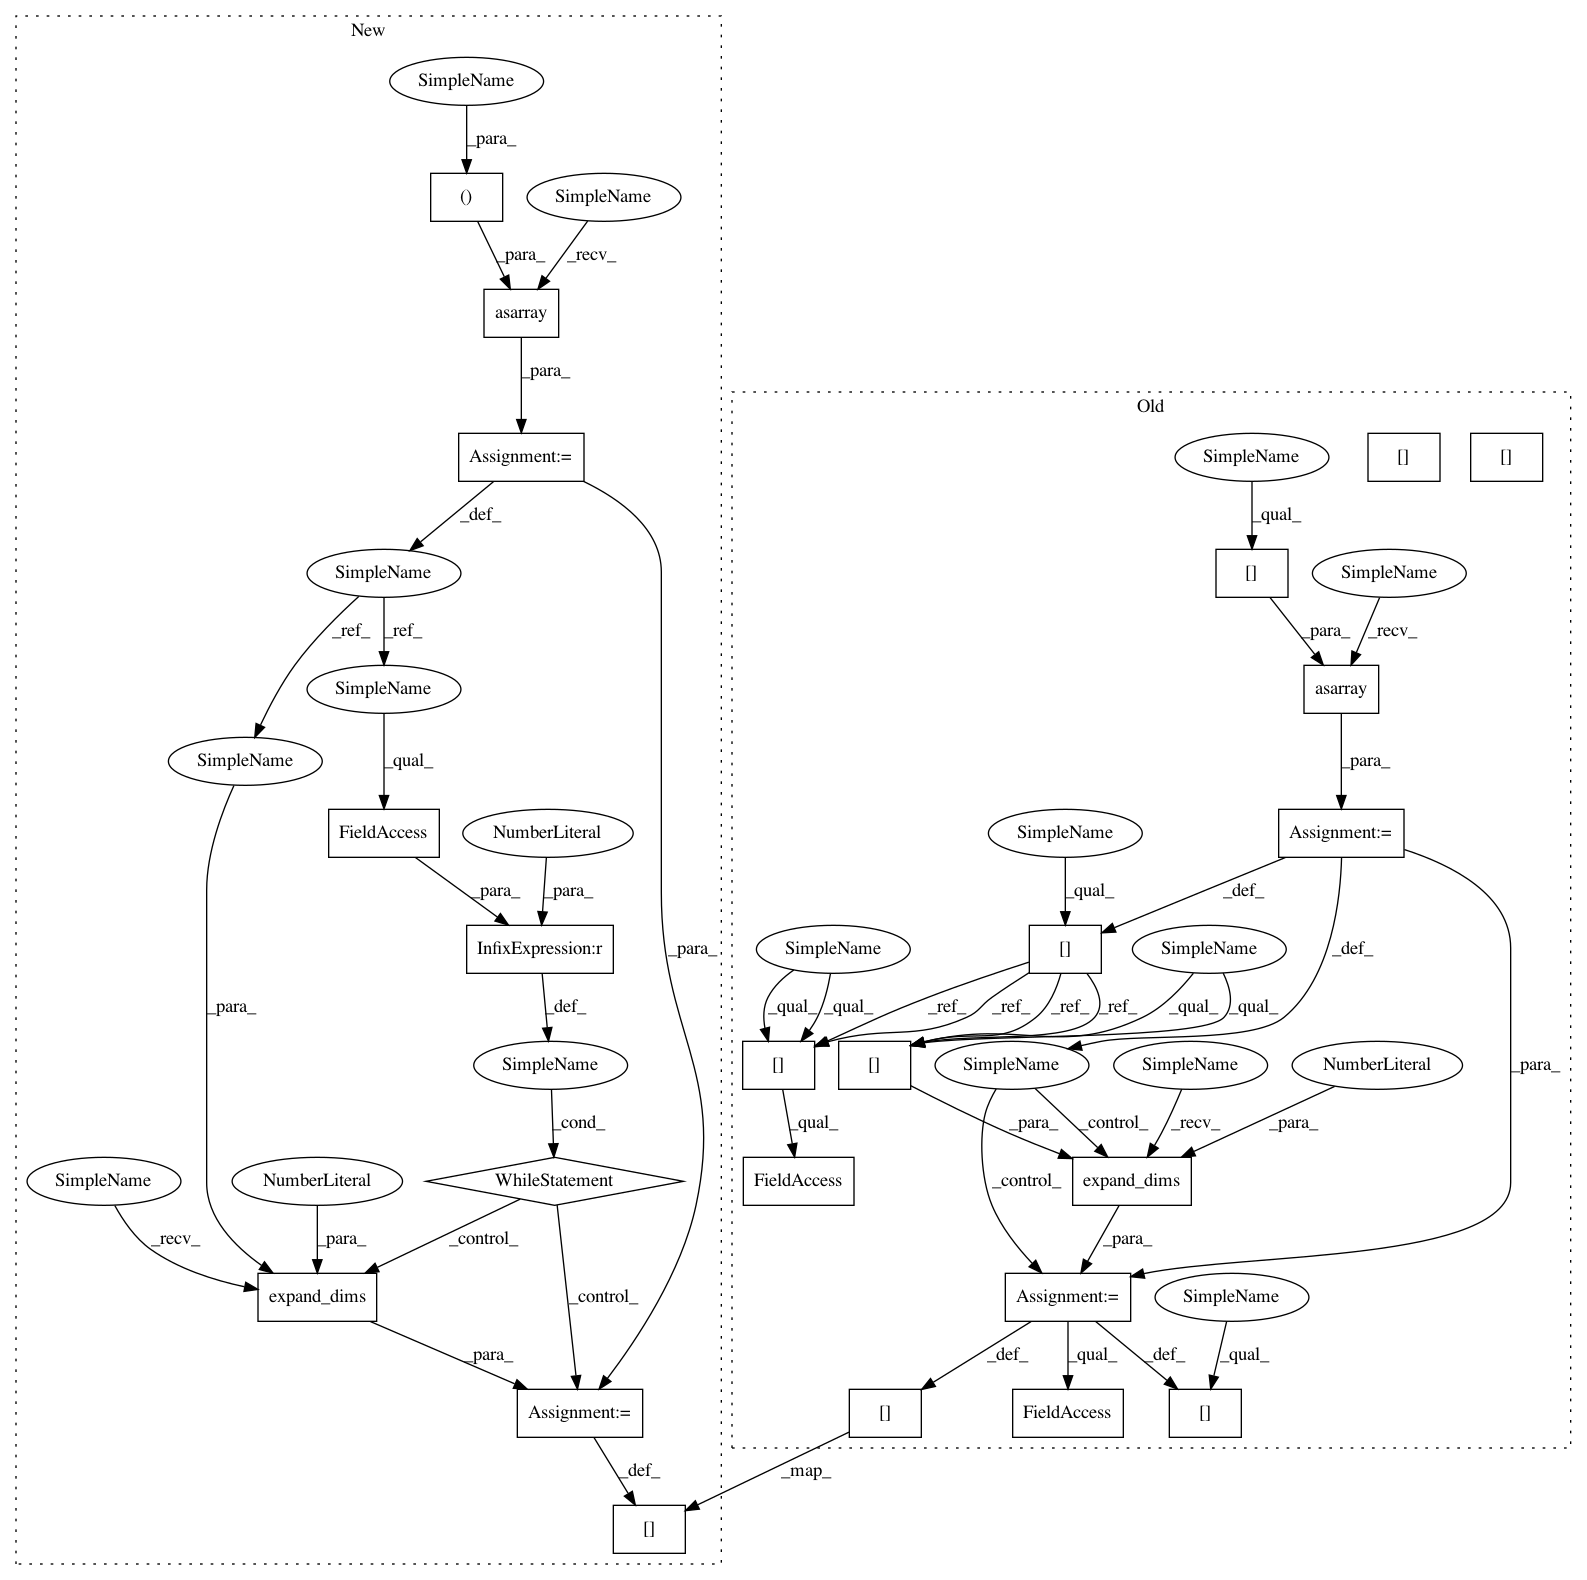 New
SimpleName
_para_
()
SimpleName
_para_
_recv_
asarray
_para_
Assignment:=
_def_
SimpleName
_ref_
_ref_
SimpleName
SimpleName
_qual_
FieldAccess
NumberLiteral
_para_
_para_
InfixExpression:r
_para_
_para_
_def_
SimpleName
_cond_
SimpleName
NumberLiteral
WhileStatement
_recv_
_para_
_control_
expand_dims
_control_
_para_
Assignment:=
_def_
[]
Old
SimpleName
[]
[]
_qual_
[]
SimpleName
_para_
_recv_
asarray
_para_
SimpleName
Assignment:=
_qual_
_def_
SimpleName
[]
SimpleName
_def_
_qual_
_qual_
_ref_
_ref_
_ref_
_ref_
_qual_
_qual_
[]
[]
SimpleName
SimpleName
NumberLiteral
_para_
_qual_
_para_
_control_
_recv_
_para_
FieldAccess
_control_
expand_dims
_para_
Assignment:=
SimpleName
_def_
_qual_
_def_
_qual_
[]
FieldAccess
[]
_map_